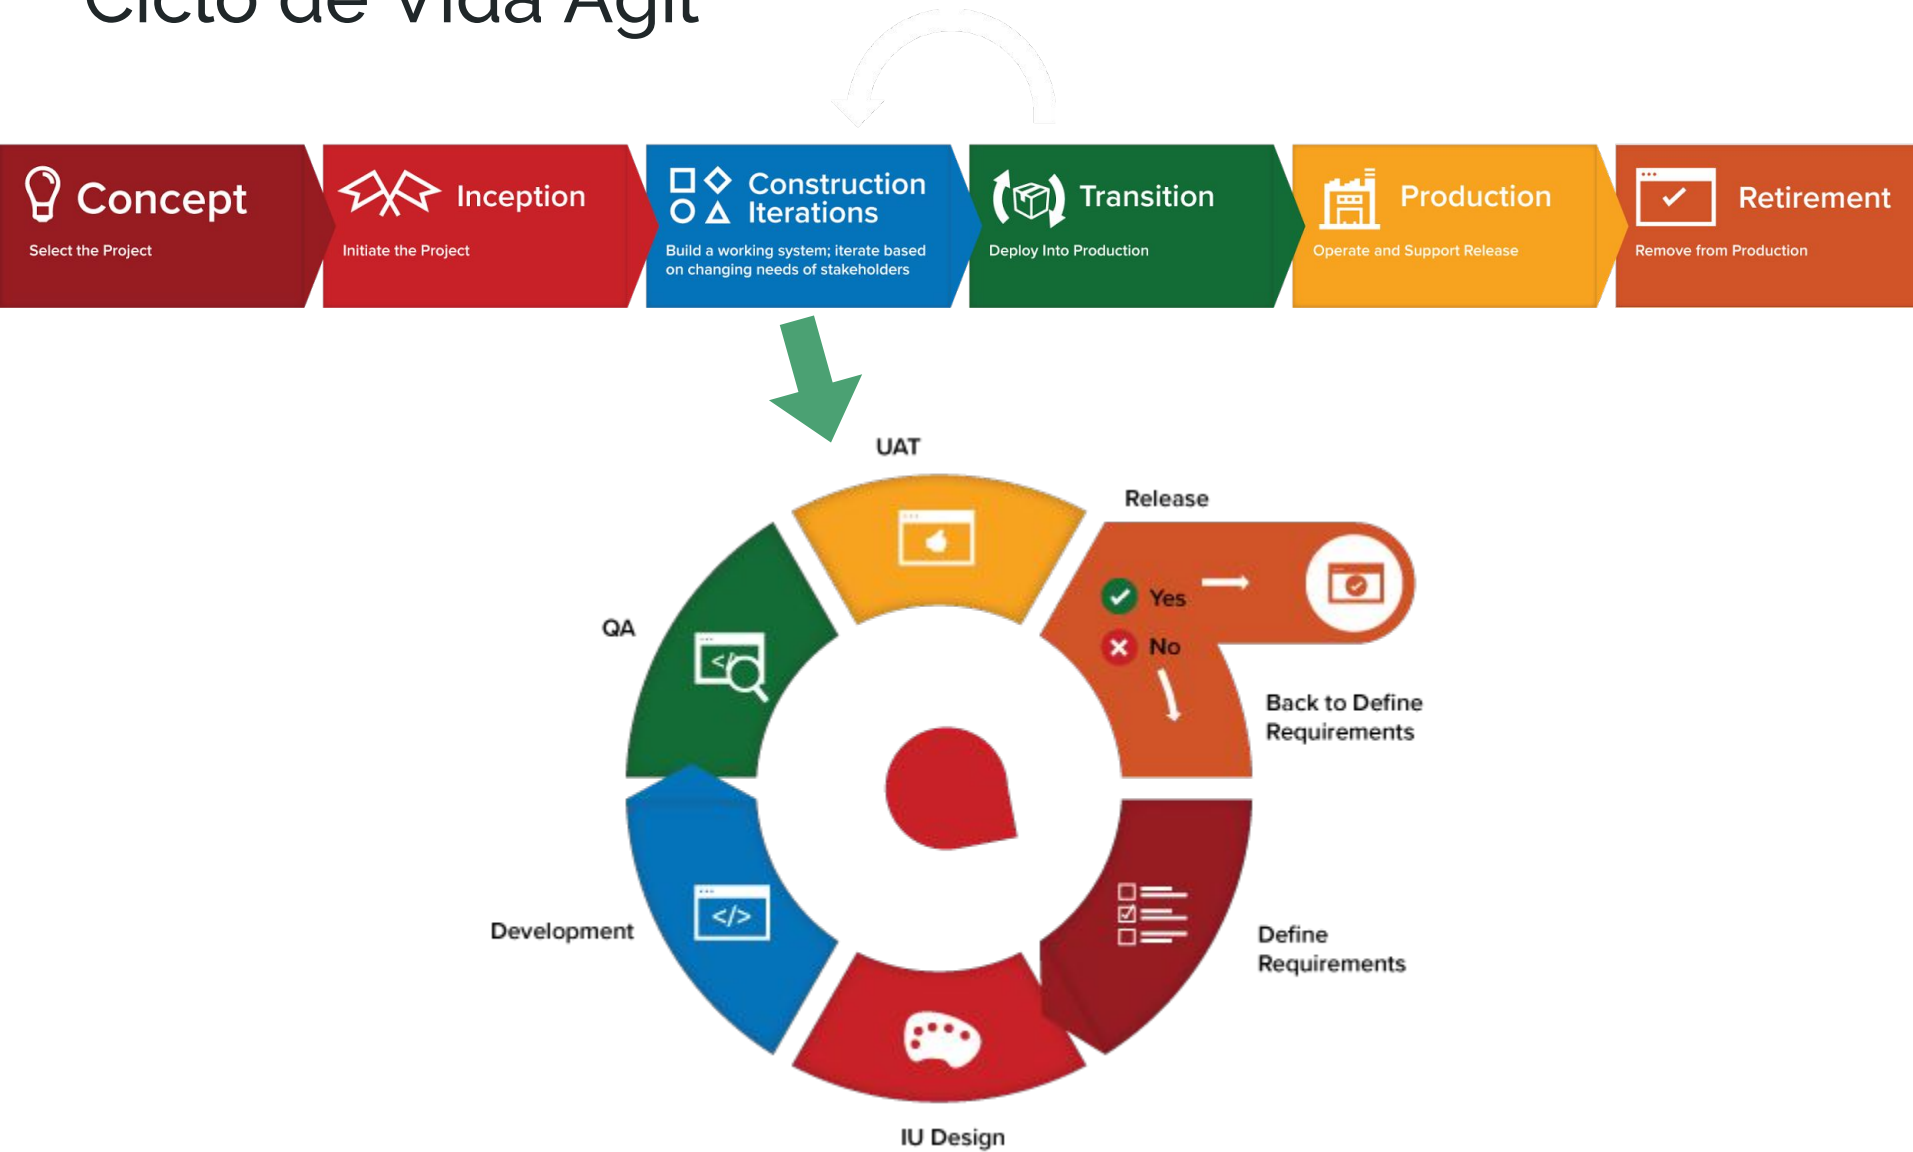 Ciclo de Vida Ágil
Concept
Select the Project
Inception
Initiate the Project
Construction
Iterations
Build a working system; iterate based
on changing needs of stakeholders
Transition
Deploy Into Production
Production
Operate and Support Release
Retirement
Remove from Production
UAT
Release
Yes
No
QA
Back to Define
Requirements
Development
</>
Define
Requirements
IU Design